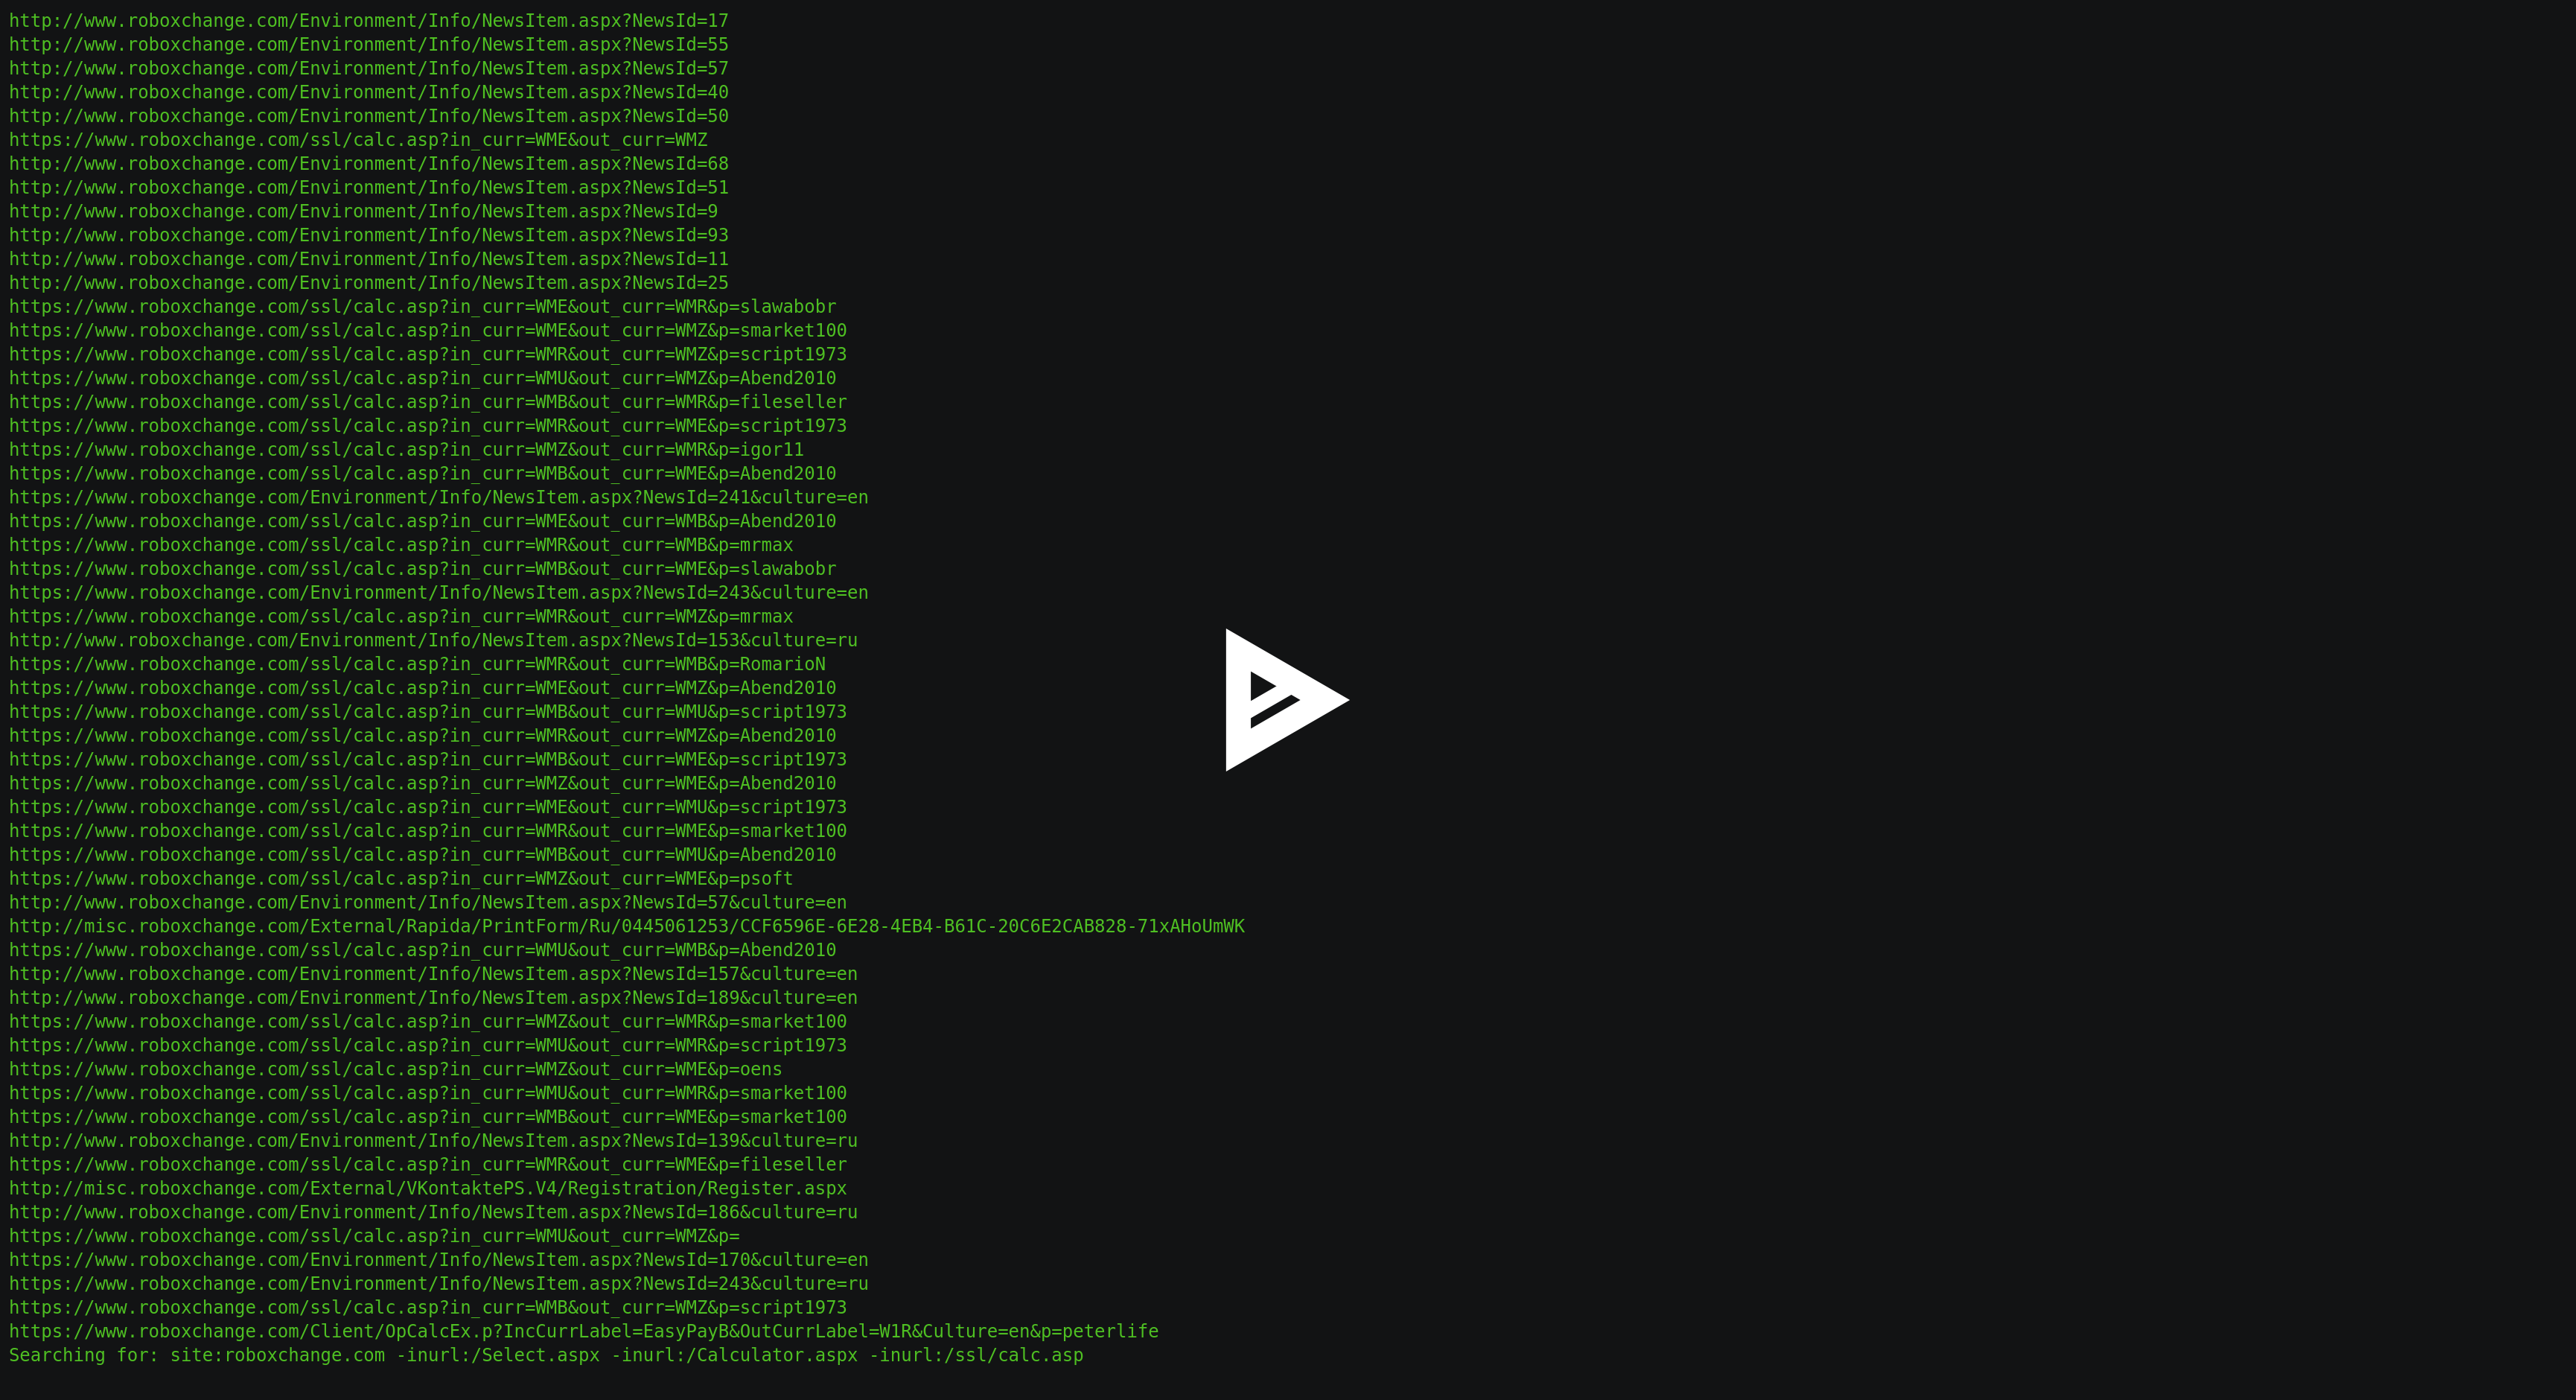 http://www.roboxchange.com/Environment/Info/NewsItem.aspx?NewsId=17
http://www.roboxchange.com/Environment/Info/NewsItem.aspx?NewsId=55
http://www.roboxchange.com/Environment/Info/NewsItem.aspx?NewsId=57
http://www.roboxchange.com/Environment/Info/NewsItem.aspx?NewsId=40
http://www.roboxchange.com/Environment/Info/NewsItem.aspx?NewsId=50
https://www.roboxchange.com/ssl/calc.asp?in_curr=WME&out_curr=WMZ
http://www.roboxchange.com/Environment/Info/NewsItem.aspx?NewsId=68
http://www.roboxchange.com/Environment/Info/NewsItem.aspx?NewsId=51
http://www.roboxchange.com/Environment/Info/NewsItem.aspx?NewsId=9
http://www.roboxchange.com/Environment/Info/NewsItem.aspx?NewsId=93
http://www.roboxchange.com/Environment/Info/NewsItem.aspx?NewsId=11
http://www.roboxchange.com/Environment/Info/NewsItem.aspx?NewsId=25
https://www.roboxchange.com/ssl/calc.asp?in_curr=WME&out_curr=WMR&p=slawabobr
https://www.roboxchange.com/ssl/calc.asp?in_curr=WME&out_curr=WMZ&p=smarket100
https://www.roboxchange.com/ssl/calc.asp?in_curr=WMR&out_curr=WMZ&p=script1973
https://www.roboxchange.com/ssl/calc.asp?in_curr=WMU&out_curr=WMZ&p=Abend2010
https://www.roboxchange.com/ssl/calc.asp?in_curr=WMB&out_curr=WMR&p=fileseller
https://www.roboxchange.com/ssl/calc.asp?in_curr=WMR&out_curr=WME&p=script1973
https://www.roboxchange.com/ssl/calc.asp?in_curr=WMZ&out_curr=WMR&p=igor11
https://www.roboxchange.com/ssl/calc.asp?in_curr=WMB&out_curr=WME&p=Abend2010
https://www.roboxchange.com/Environment/Info/NewsItem.aspx?NewsId=241&culture=en
https://www.roboxchange.com/ssl/calc.asp?in_curr=WME&out_curr=WMB&p=Abend2010
https://www.roboxchange.com/ssl/calc.asp?in_curr=WMR&out_curr=WMB&p=mrmax
https://www.roboxchange.com/ssl/calc.asp?in_curr=WMB&out_curr=WME&p=slawabobr
https://www.roboxchange.com/Environment/Info/NewsItem.aspx?NewsId=243&culture=en
https://www.roboxchange.com/ssl/calc.asp?in_curr=WMR&out_curr=WMZ&p=mrmax
http://www.roboxchange.com/Environment/Info/NewsItem.aspx?NewsId=153&culture=ru
https://www.roboxchange.com/ssl/calc.asp?in_curr=WMR&out_curr=WMB&p=RomarioN
https://www.roboxchange.com/ssl/calc.asp?in_curr=WME&out_curr=WMZ&p=Abend2010
https://www.roboxchange.com/ssl/calc.asp?in_curr=WMB&out_curr=WMU&p=script1973
https://www.roboxchange.com/ssl/calc.asp?in_curr=WMR&out_curr=WMZ&p=Abend2010
https://www.roboxchange.com/ssl/calc.asp?in_curr=WMB&out_curr=WME&p=script1973
https://www.roboxchange.com/ssl/calc.asp?in_curr=WMZ&out_curr=WME&p=Abend2010
https://www.roboxchange.com/ssl/calc.asp?in_curr=WME&out_curr=WMU&p=script1973
https://www.roboxchange.com/ssl/calc.asp?in_curr=WMR&out_curr=WME&p=smarket100
https://www.roboxchange.com/ssl/calc.asp?in_curr=WMB&out_curr=WMU&p=Abend2010
https://www.roboxchange.com/ssl/calc.asp?in_curr=WMZ&out_curr=WME&p=psoft
http://www.roboxchange.com/Environment/Info/NewsItem.aspx?NewsId=57&culture=en
http://misc.roboxchange.com/External/Rapida/PrintForm/Ru/0445061253/CCF6596E-6E28-4EB4-B61C-20C6E2CAB828-71xAHoUmWK
https://www.roboxchange.com/ssl/calc.asp?in_curr=WMU&out_curr=WMB&p=Abend2010
http://www.roboxchange.com/Environment/Info/NewsItem.aspx?NewsId=157&culture=en
http://www.roboxchange.com/Environment/Info/NewsItem.aspx?NewsId=189&culture=en
https://www.roboxchange.com/ssl/calc.asp?in_curr=WMZ&out_curr=WMR&p=smarket100
https://www.roboxchange.com/ssl/calc.asp?in_curr=WMU&out_curr=WMR&p=script1973
https://www.roboxchange.com/ssl/calc.asp?in_curr=WMZ&out_curr=WME&p=oens
https://www.roboxchange.com/ssl/calc.asp?in_curr=WMU&out_curr=WMR&p=smarket100
https://www.roboxchange.com/ssl/calc.asp?in_curr=WMB&out_curr=WME&p=smarket100
http://www.roboxchange.com/Environment/Info/NewsItem.aspx?NewsId=139&culture=ru
https://www.roboxchange.com/ssl/calc.asp?in_curr=WMR&out_curr=WME&p=fileseller
http://misc.roboxchange.com/External/VKontaktePS.V4/Registration/Register.aspx
http://www.roboxchange.com/Environment/Info/NewsItem.aspx?NewsId=186&culture=ru
https://www.roboxchange.com/ssl/calc.asp?in_curr=WMU&out_curr=WMZ&p=
https://www.roboxchange.com/Environment/Info/NewsItem.aspx?NewsId=170&culture=en
https://www.roboxchange.com/Environment/Info/NewsItem.aspx?NewsId=243&culture=ru
https://www.roboxchange.com/ssl/calc.asp?in_curr=WMB&out_curr=WMZ&p=script1973
https://www.roboxchange.com/Client/OpCalcEx.p?IncCurrLabel=EasyPayB&OutCurrLabel=W1R&Culture=en&p=peterlife
Searching for: site:roboxchange.com -inurl:/Select.aspx -inurl:/Calculator.aspx -inurl:/ssl/calc.asp